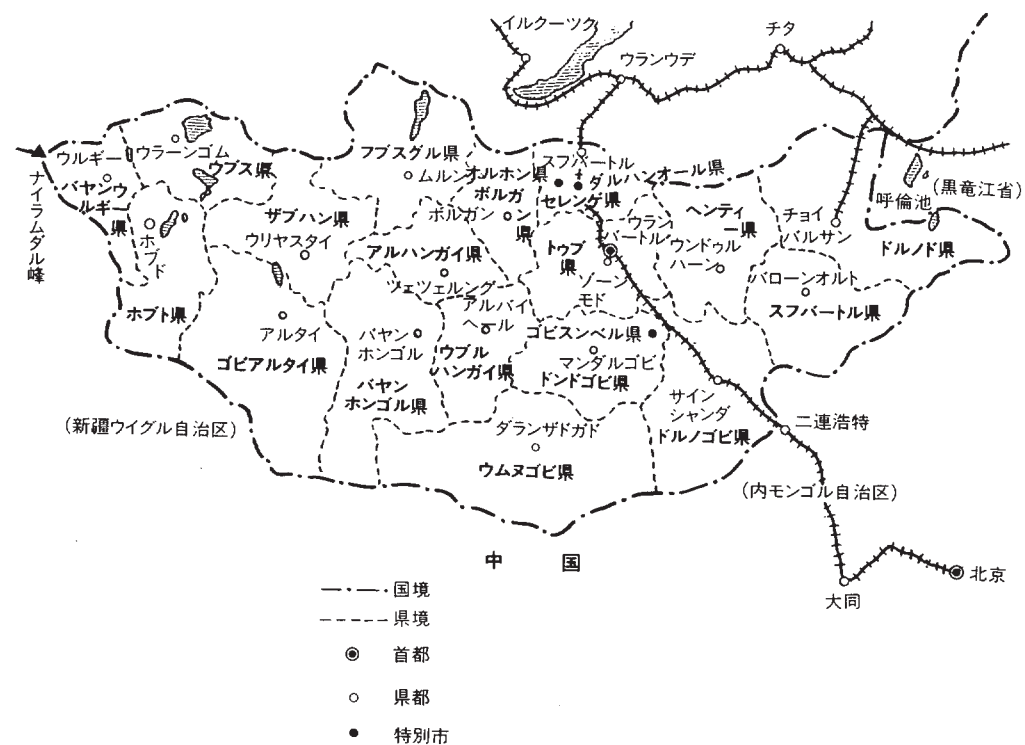 イルクーツク
チタ
ウランウデ
ウルギー
バヤンウ
ルギー
県
ナイラムダル峰
ウラーンゴム
ウブス県
ホブド
ホブト県
ザブハン県
ウリヤスタイ
アルタイ
ゴビアルタイ県
フブスグル県
ムルン
オルホン県
ボルガ
ン県
ボルガン
アルハンガイ県
ツェツェルング
アルバイ
ヘール
ウブル
ハンガイ県
バヤン
ホンゴル
バヤン
ホンゴル県
スフバートル
ダルハンオール県
セレンゲ県
ウラン
バートル
トゥブ
県
ゾーン
モド
ゴビスンベル県
マンダルゴビ
ドンドゴビ県
ダランザドガド
ウムヌゴビ県
ヘンティ
ー県
ウンドゥル
ハーン
チョイ
バルサン
呼倫池
(黒竜江省)
ドルノド県
バローンオルト
スフバートル県
サイン
シャンダ
ドルノゴビ県
二連浩特
(新疆ウイグル自治区)
(内モンゴル自治区)
中国
北京
大同
国境
県境
首都
県都
特別市